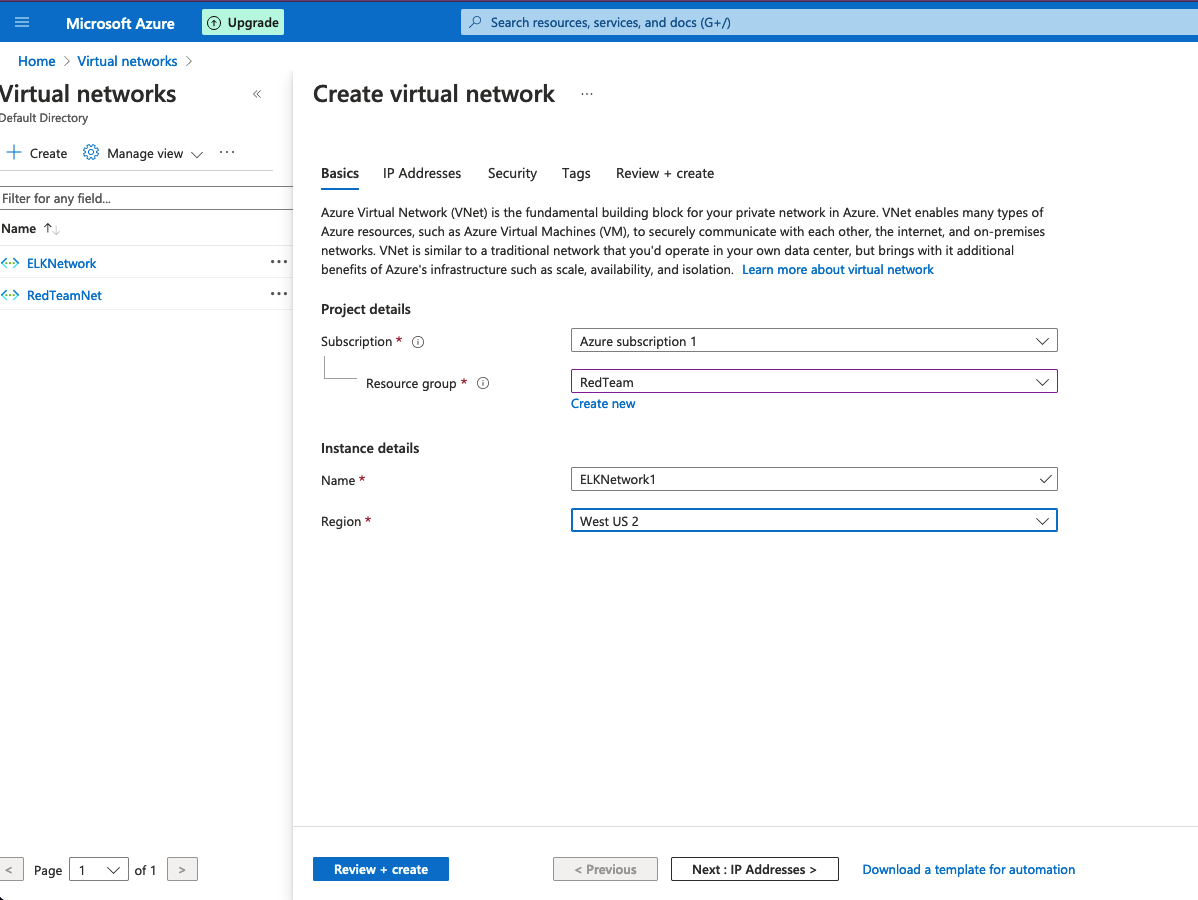 Microsoft Azure
Upgrade
Search resources, services, and docs (G+/)
Home > Virtual networks >
Virtual networks
«
Default Directory
Create
Manage view
...
Filter for any field...
Name
ELKNetwork
...
RedTeamNet
...
< Page 1 of 1 >
Create virtual network
...
Basics IP Addresses Security Tags Review + create
Azure Virtual Network (VNet) is the fundamental building block for your private network in Azure. VNet enables many types of
Azure resources, such as Azure Virtual Machines (VM), to securely communicate with each other, the internet, and on-premises
networks. VNet is similar to a traditional network that you'd operate in your own data center, but brings with it additional
benefits of Azure's infrastructure such as scale, availability, and isolation. Learn more about virtual network
Project details
Subscription * Azure subscription 1
Resource group * RedTeam
Create new
Instance details
Name * ELKNetwork1
Region * West US 2
Review + create
< Previous
Next : IP Addresses >
Download a template for automation